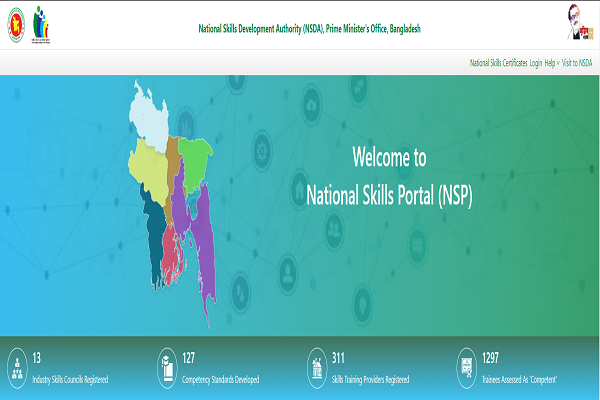 National Skills Development Authority (NSDA), Prime Minister's Office, Bangladesh
National Skills Certificates Login Help Visit to NSDA
Welcome to
National Skills Portal (NSP)
13
Industry Skills Councils Registered
127
Competency Standards Developed
311
Skills Training Providers Registered
1297
Trainees Assessed As 'Competent'